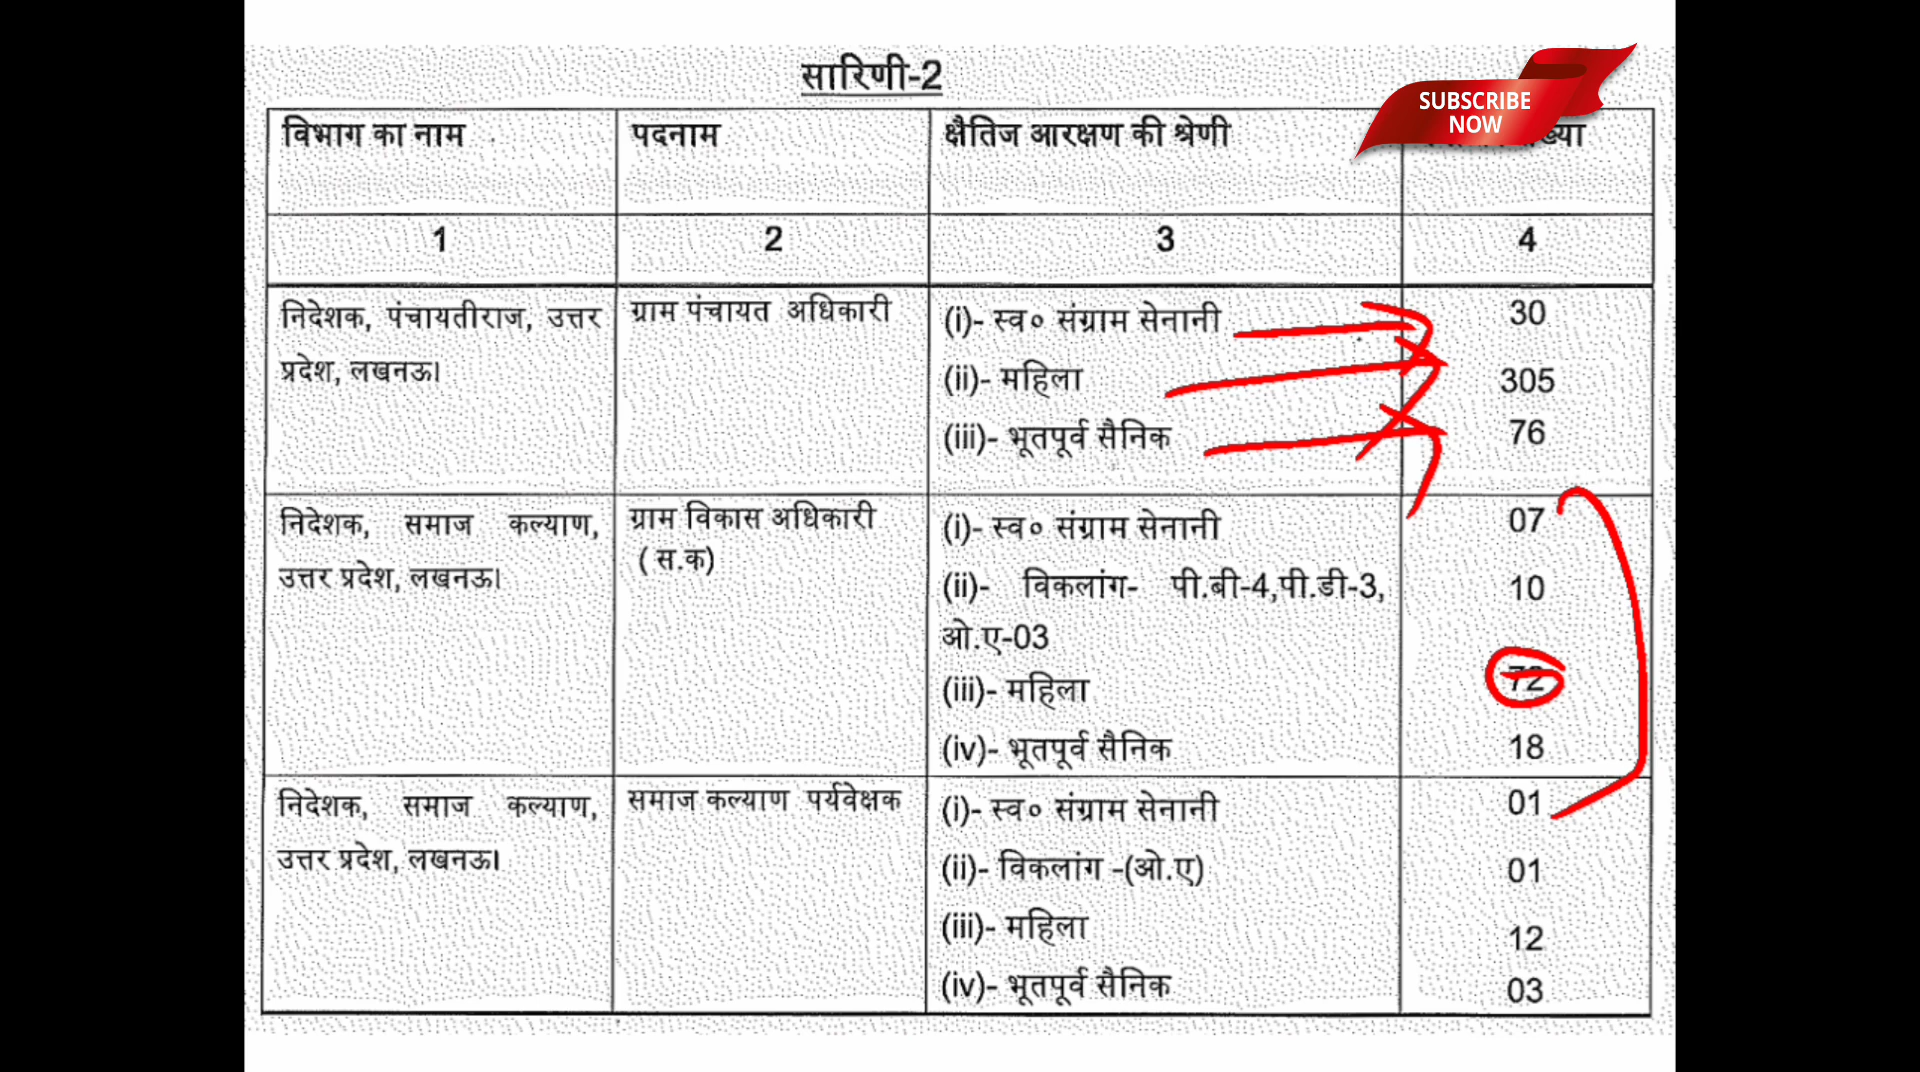 सारिणी-2
SUBSCRIBE
NOW
विभाग का नाम पदनाम क्षैतिज आरक्षण की श्रेणी
1 2 3 4
निदेशक, पंचायतीराज, उत्तर ग्राम पंचायत अधिकारी (i)- स्व० संग्राम सेनानी 30
प्रदेश, लखनऊ। (ii)- महिला 305
(iii)- भूतपूर्व सैनिक 76
निदेशक, समाज कल्याण, ग्राम विकास अधिकारी (i)- स्व० संग्राम सेनानी 07
उत्तर प्रदेश, लखनऊ। ( स.क) (ii)- विकलांग- पी.बी-4,पी.डी-3, 10
ओ.ए-03
(iii)- महिला 72
(iv)- भूतपूर्व सैनिक 18
निदेशक, समाज कल्याण, समाज कल्याण पर्यवेक्षक (i)- स्व० संग्राम सेनानी 01
उत्तर प्रदेश, लखनऊ। (ii)- विकलांग -(ओ.ए) 01
(iii)- महिला 12
(iv)- भूतपूर्व सैनिक 03